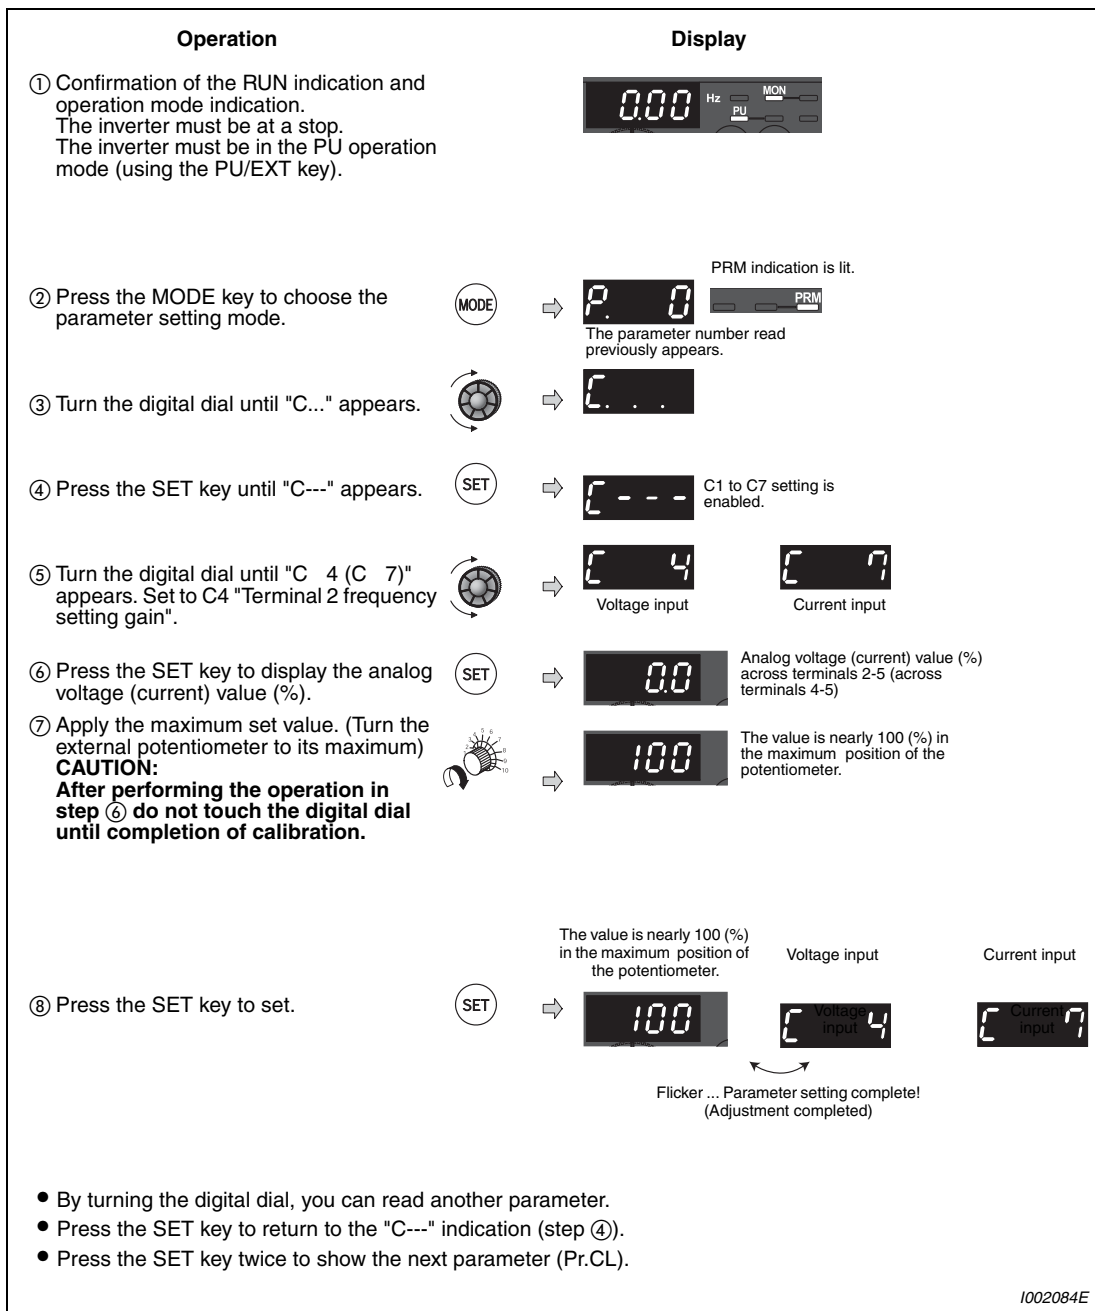 Operation
Display
① Confirmation of the RUN indication and
operation mode indication.
The inverter must be at a stop.
The inverter must be in the PU operation
mode (using the PU/EXT key).
0.00 Hz MON
PU
PRM indication is lit.
② Press the MODE key to choose the
parameter setting mode.
MODE
P. 0
PRM
The parameter number read
previously appears.
③ Turn the digital dial until "C..." appears.
C. . .
④ Press the SET key until "C---" appears.
SET
C - - -
C1 to C7 setting is
enabled.
⑤ Turn the digital dial until "C   4 (C   7)"
appears. Set to C4 "Terminal 2 frequency
setting gain".
C 4
C 7
Voltage input
Current input
⑥ Press the SET key to display the analog
voltage (current) value (%).
SET
0.0
Analog voltage (current) value (%)
across terminals 2-5 (across
terminals 4-5)
⑦ Apply the maximum set value. (Turn the
external potentiometer to its maximum)
CAUTION:
After performing the operation in
step ⑥ do not touch the digital dial
until completion of calibration.
100
The value is nearly 100 (%) in
the maximum position of the
potentiometer.
The value is nearly 100 (%)
in the maximum position of
the potentiometer.
Voltage input
Current input
⑧ Press the SET key to set.
SET
100
C 4
Voltage
input
C 7
Current
input
Flicker ... Parameter setting complete!
(Adjustment completed)
● By turning the digital dial, you can read another parameter.
● Press the SET key to return to the "C---" indication (step ④).
● Press the SET key twice to show the next parameter (Pr.CL).
I002084E